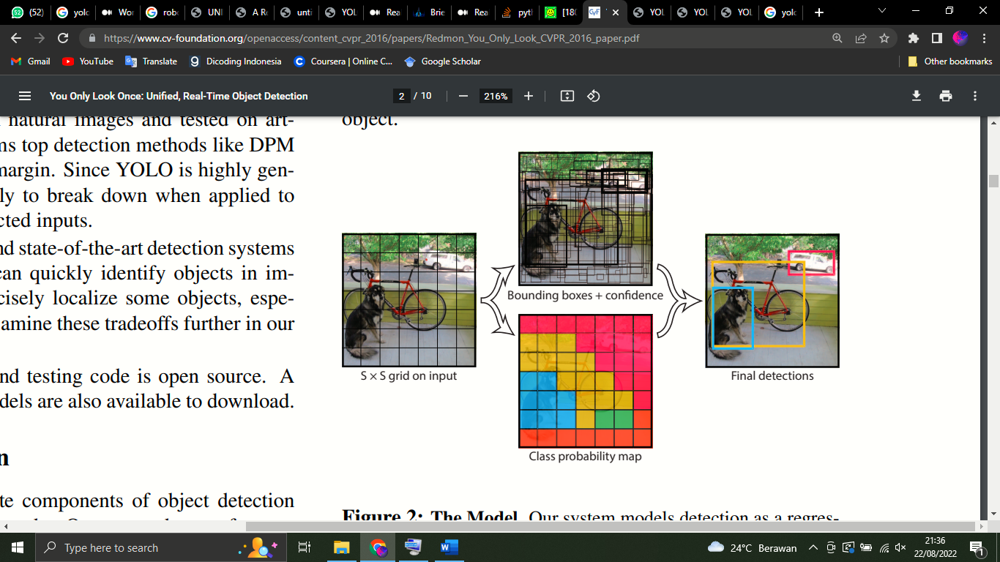 (52)
yolo
Wor
rob
UNI
A Re
unti
YOL
Rea
Brie
Rea
pyt
[180
YOL
YOL
YOL
yolo
https://www.cv-foundation.org/openaccess/content_cvpr_2016/papers/Redmon_You_Only_Look_CVPR_2016_paper.pdf
Gmail
YouTube
Translate
Dicoding Indonesia
Coursera | Online C...
Google Scholar
Other bookmarks
You Only Look Once: Unified, Real-Time Object Detection
2 / 10
216%
natural images and tested on art-
ms top detection methods like DPM
margin. Since YOLO is highly gen-
ly to break down when applied to
cted inputs.
nd state-of-the-art detection systems
can quickly identify objects in im-
cisely localize some objects, espe-
amine these tradeoffs further in our
nd testing code is open source. A
dels are also available to download.
n
te components of object detection
object.
S × S grid on input
Bounding boxes + confidence
Class probability map
Final detections
Figure 2: The Model. Our system models detection as a regres-
Type here to search
24°C Berawan
21:36
22/08/2022
1